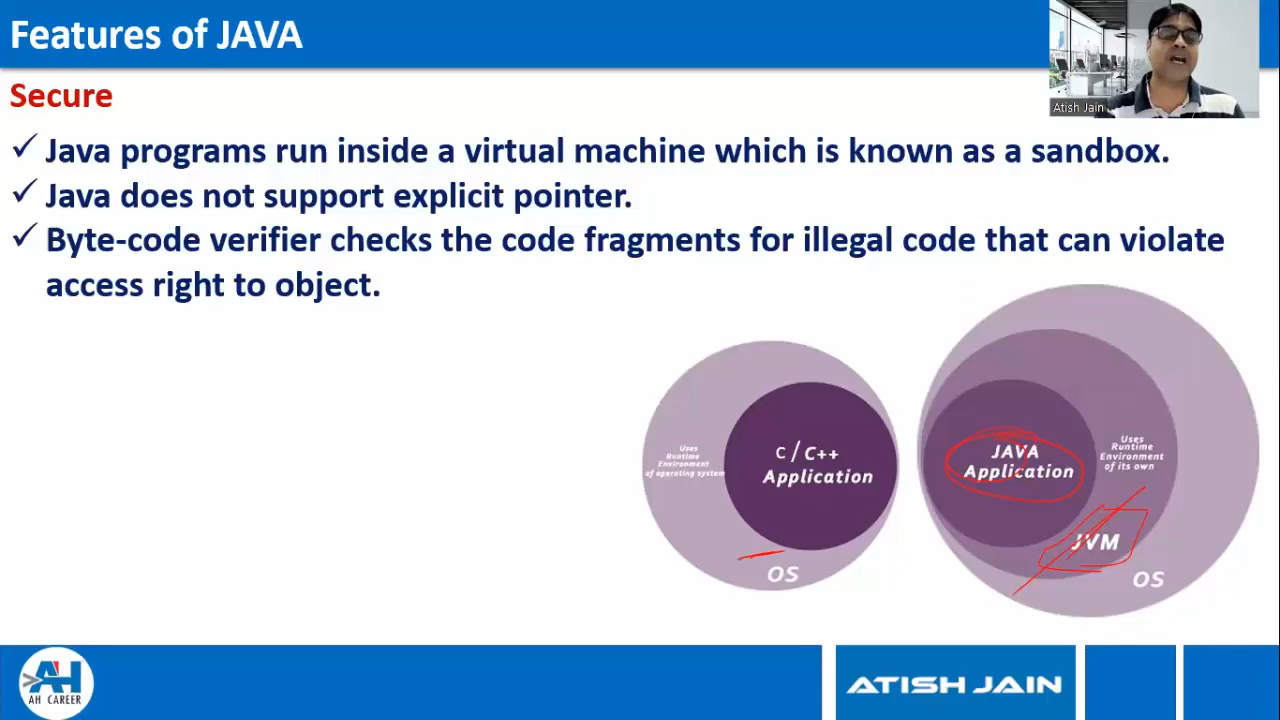 Features of JAVA
Atish Jain
Secure
✓ Java programs run inside a virtual machine which is known as a sandbox.
✓ Java does not support explicit pointer.
✓ Byte-code verifier checks the code fragments for illegal code that can violate
access right to object.
Uses
Runtime
Environment
of operating system
C / C++
Application
OS
JAVA
Application
Uses
Runtime
Environment
of its own
JVM
OS
AH
AH CAREER
ATISH JAIN